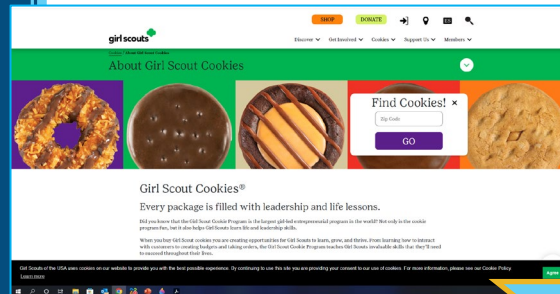 SHOP DONATE
girl scouts
Discover Get Involved Cookies Support Us Members
Cookies / About Girl Scout Cookies
About Girl Scout Cookies
Find Cookies! ×
Zip Code
GO
Girl Scout Cookies®
Every package is filled with leadership and life lessons.
Did you know that the Girl Scout Cookie Program is the largest girl-led entrepreneurial program in the world? Not only is the cookie
program fun, but it also helps Girl Scouts learn life and leadership skills.
When you buy Girl Scout cookies you are creating opportunities for Girl Scouts to learn, grow, and thrive. From learning how to interact
with customers to creating budgets and taking orders, the Girl Scout Cookie Program teaches Girl Scouts invaluable skills that they'll need
to succeed throughout their lives.
Girl Scouts of the USA uses cookies on our website to provide you with the best possible experience. By continuing to use this site you are providing your consent to our use of cookies. For more information, please see our Cookie Policy.
Learn more
Agree